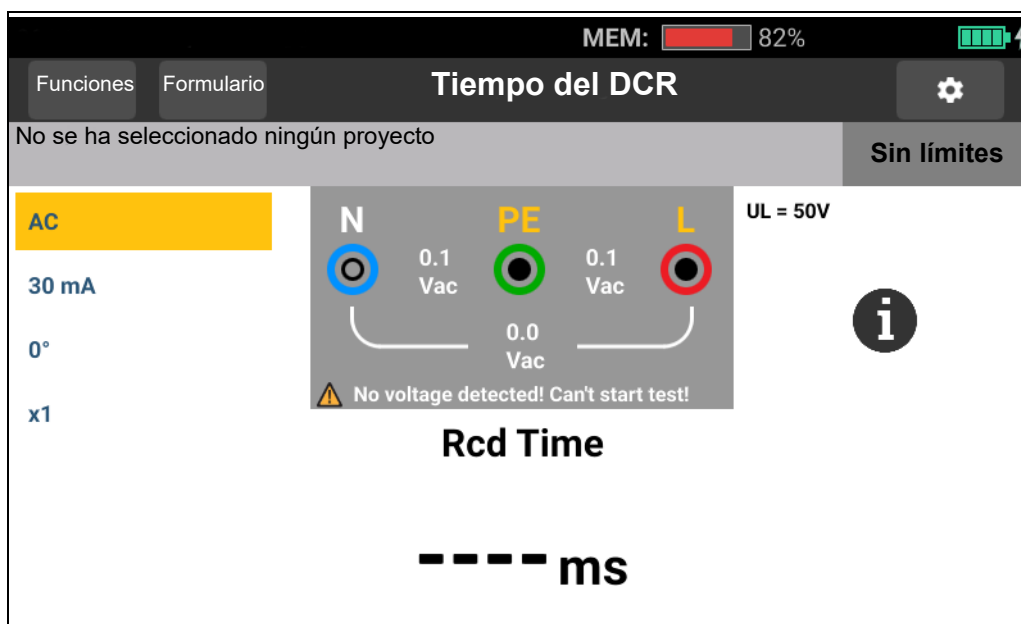 MEM: 82%
Funciones Formulario Tiempo del DCR
No se ha seleccionado ningún proyecto
Sin límites
AC
30 mA
0°
x1
N PE L
0.1 Vac
0.1 Vac
0.0 Vac
No voltage detected! Can't start test!
UL = 50V
i
Rcd Time
---- ms